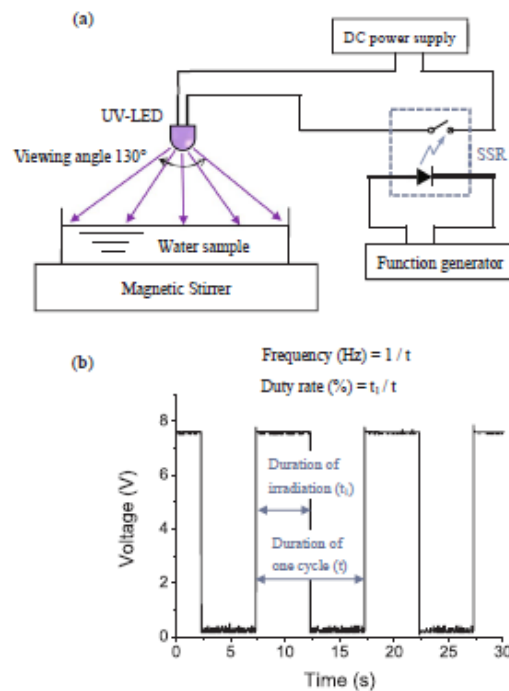 (a)
DC power supply
UV-LED
Viewing angle 130°
SSR
Water sample
Function generator
Magnetic Stirrer
(b)
Frequency (Hz) = 1 / t
Duty rate (%) = t₁ / t
8
6
4
2
0
Voltage (V)
Duration of
irradiation (t₁)
Duration of
one cycle (t)
0 5 10 15 20 25 30
Time (s)